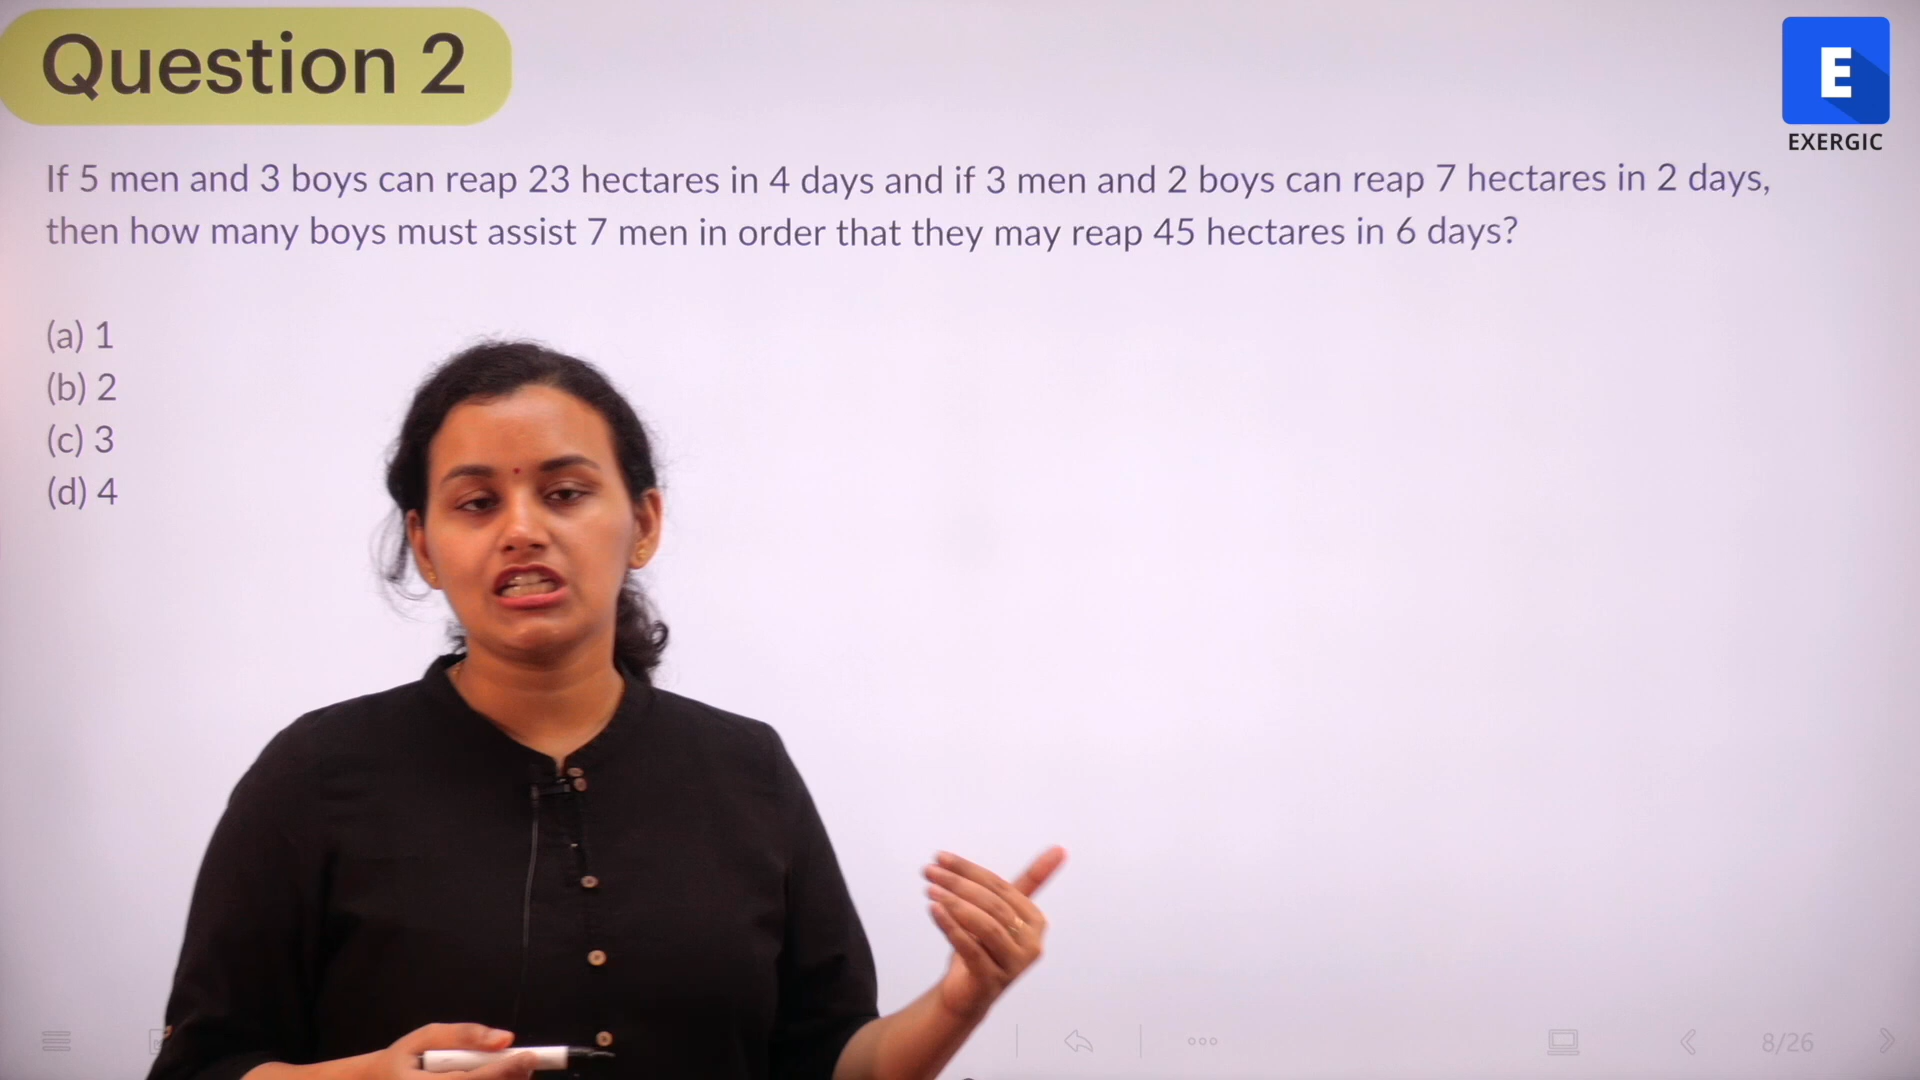 Question 2
E
EXERGIC
If 5 men and 3 boys can reap 23 hectares in 4 days and if 3 men and 2 boys can reap 7 hectares in 2 days,
then how many boys must assist 7 men in order that they may reap 45 hectares in 6 days?
(a) 1
(b) 2
(c) 3
(d) 4
8/26